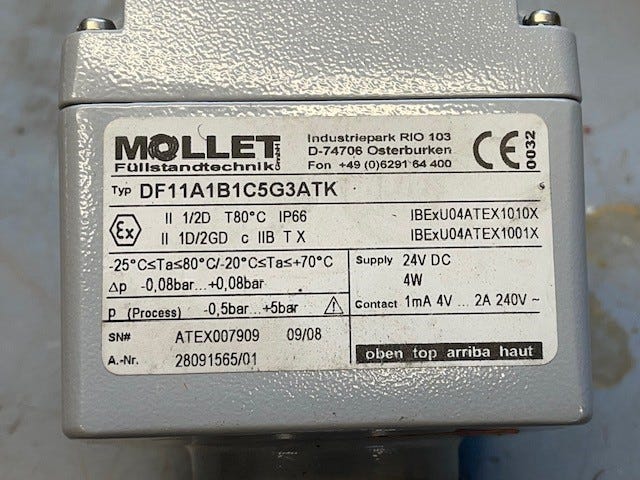 MOLLET
Füllstandtechnik GmbH
Industriepark RIO 103
D-74706 Osterburken
Fon +49 (0)6291 64 400
CE 0032
Typ DF11A1B1C5G3ATK
Ex
II 1/2D T80°C IP66 IBExU04ATEX1010X
II 1D/2GD c IIB T X IBExU04ATEX1001X
-25°C≤Ta≤80°C/-20°C≤Ta≤+70°C
Δp -0,08bar...+0,08bar
p (Process) -0,5bar...+5bar
Supply 24V DC
4W
Contact 1mA 4V... 2A 240V ~
SN# ATEX007909 09/08
A.-Nr. 28091565/01
oben top arriba haut